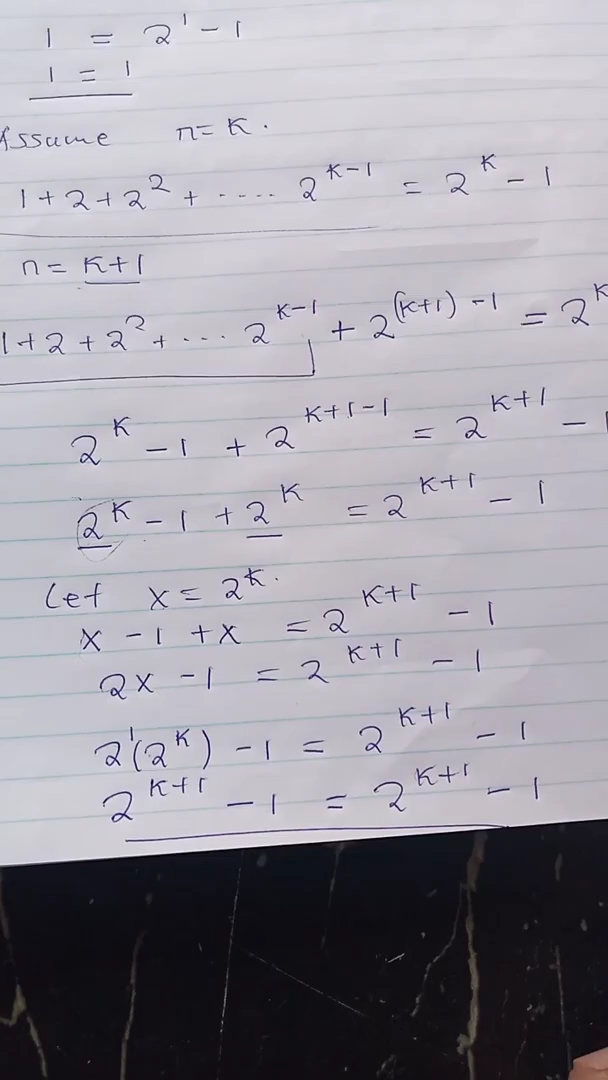 1 = 2¹ - 1
1 = 1
Assume n = K.
1 + 2 + 2² + ..... 2^(K-1) = 2^K - 1
n = K+1
1 + 2 + 2² + ... 2^(K-1) + 2^((K+1)-1) = 2^K
2^K - 1 + 2^(K+1-1) = 2^(K+1) - 1
2^K - 1 + 2^K = 2^(K+1) - 1
Let x = 2^K.
x - 1 + x = 2^(K+1) - 1
2x - 1 = 2^(K+1) - 1
2¹(2^K) - 1 = 2^(K+1) - 1
2^(K+1) - 1 = 2^(K+1) - 1